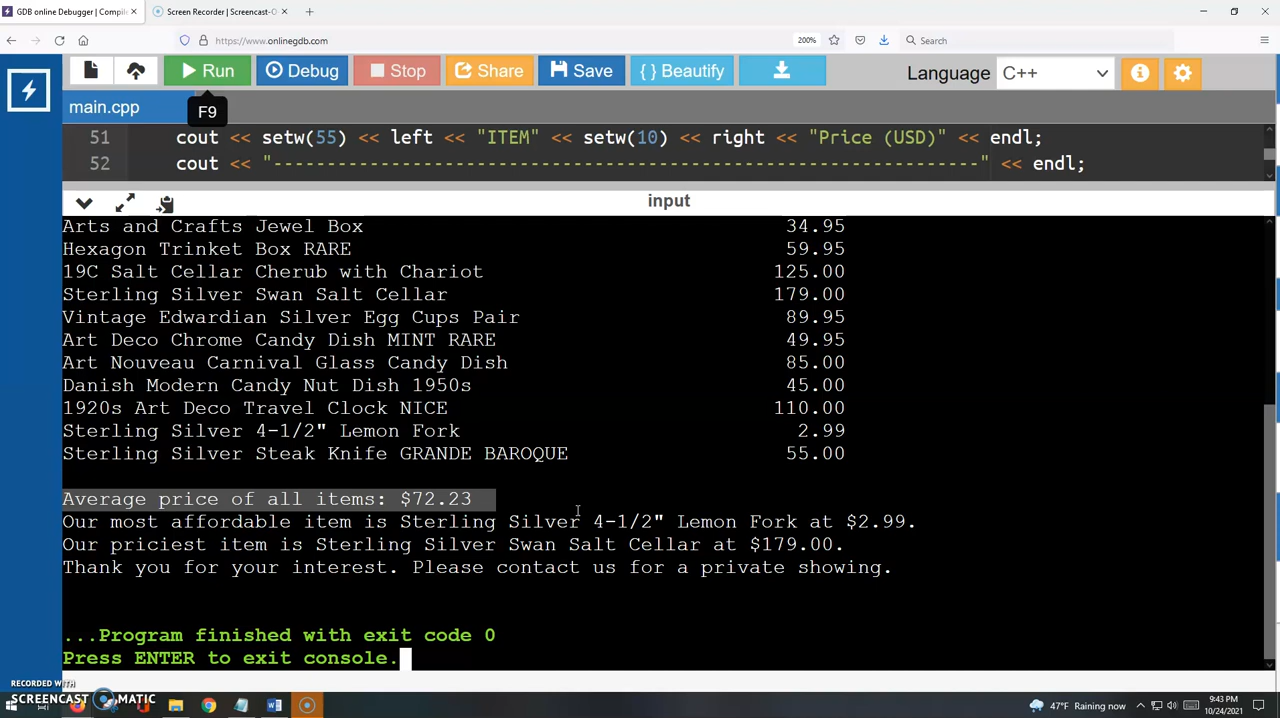 GDB online Debugger | Compile
Screen Recorder | Screencast-O
https://www.onlinegdb.com
200%
Search
Run
Debug
Stop
Share
Save
{ } Beautify
Language
C++
main.cpp
F9
51 cout << setw(55) << left << "ITEM" << setw(10) << right << "Price (USD)" << endl;
52 cout << "-----------------------------------------------------------------" << endl;
input
Arts and Crafts Jewel Box 34.95
Hexagon Trinket Box RARE 59.95
19C Salt Cellar Cherub with Chariot 125.00
Sterling Silver Swan Salt Cellar 179.00
Vintage Edwardian Silver Egg Cups Pair 89.95
Art Deco Chrome Candy Dish MINT RARE 49.95
Art Nouveau Carnival Glass Candy Dish 85.00
Danish Modern Candy Nut Dish 1950s 45.00
1920s Art Deco Travel Clock NICE 110.00
Sterling Silver 4-1/2" Lemon Fork 2.99
Sterling Silver Steak Knife GRANDE BAROQUE 55.00
Average price of all items: $72.23
Our most affordable item is Sterling Silver 4-1/2" Lemon Fork at $2.99.
Our priciest item is Sterling Silver Swan Salt Cellar at $179.00.
Thank you for your interest. Please contact us for a private showing.
...Program finished with exit code 0
Press ENTER to exit console.
RECORDED WITH
SCREENCAST MATIC
47°F Raining now
9:43 PM
10/24/2021